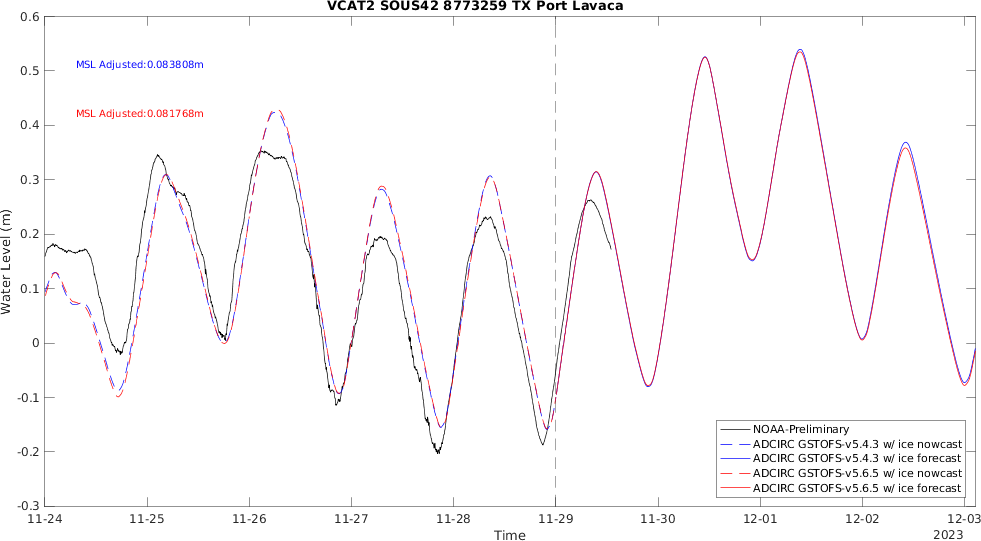 VCAT2 SOUS42 8773259 TX Port Lavaca
0.6
0.5
0.4
0.3
0.2
0.1
0
-0.1
-0.2
-0.3
Water Level (m)
MSL Adjusted:0.083808m
MSL Adjusted:0.081768m
NOAA-Preliminary
ADCIRC GSTOFS-v5.4.3 w/ ice nowcast
ADCIRC GSTOFS-v5.4.3 w/ ice forecast
ADCIRC GSTOFS-v5.6.5 w/ ice nowcast
ADCIRC GSTOFS-v5.6.5 w/ ice forecast
11-24 11-25 11-26 11-27 11-28 11-29 11-30 12-01 12-02 12-03
Time
2023